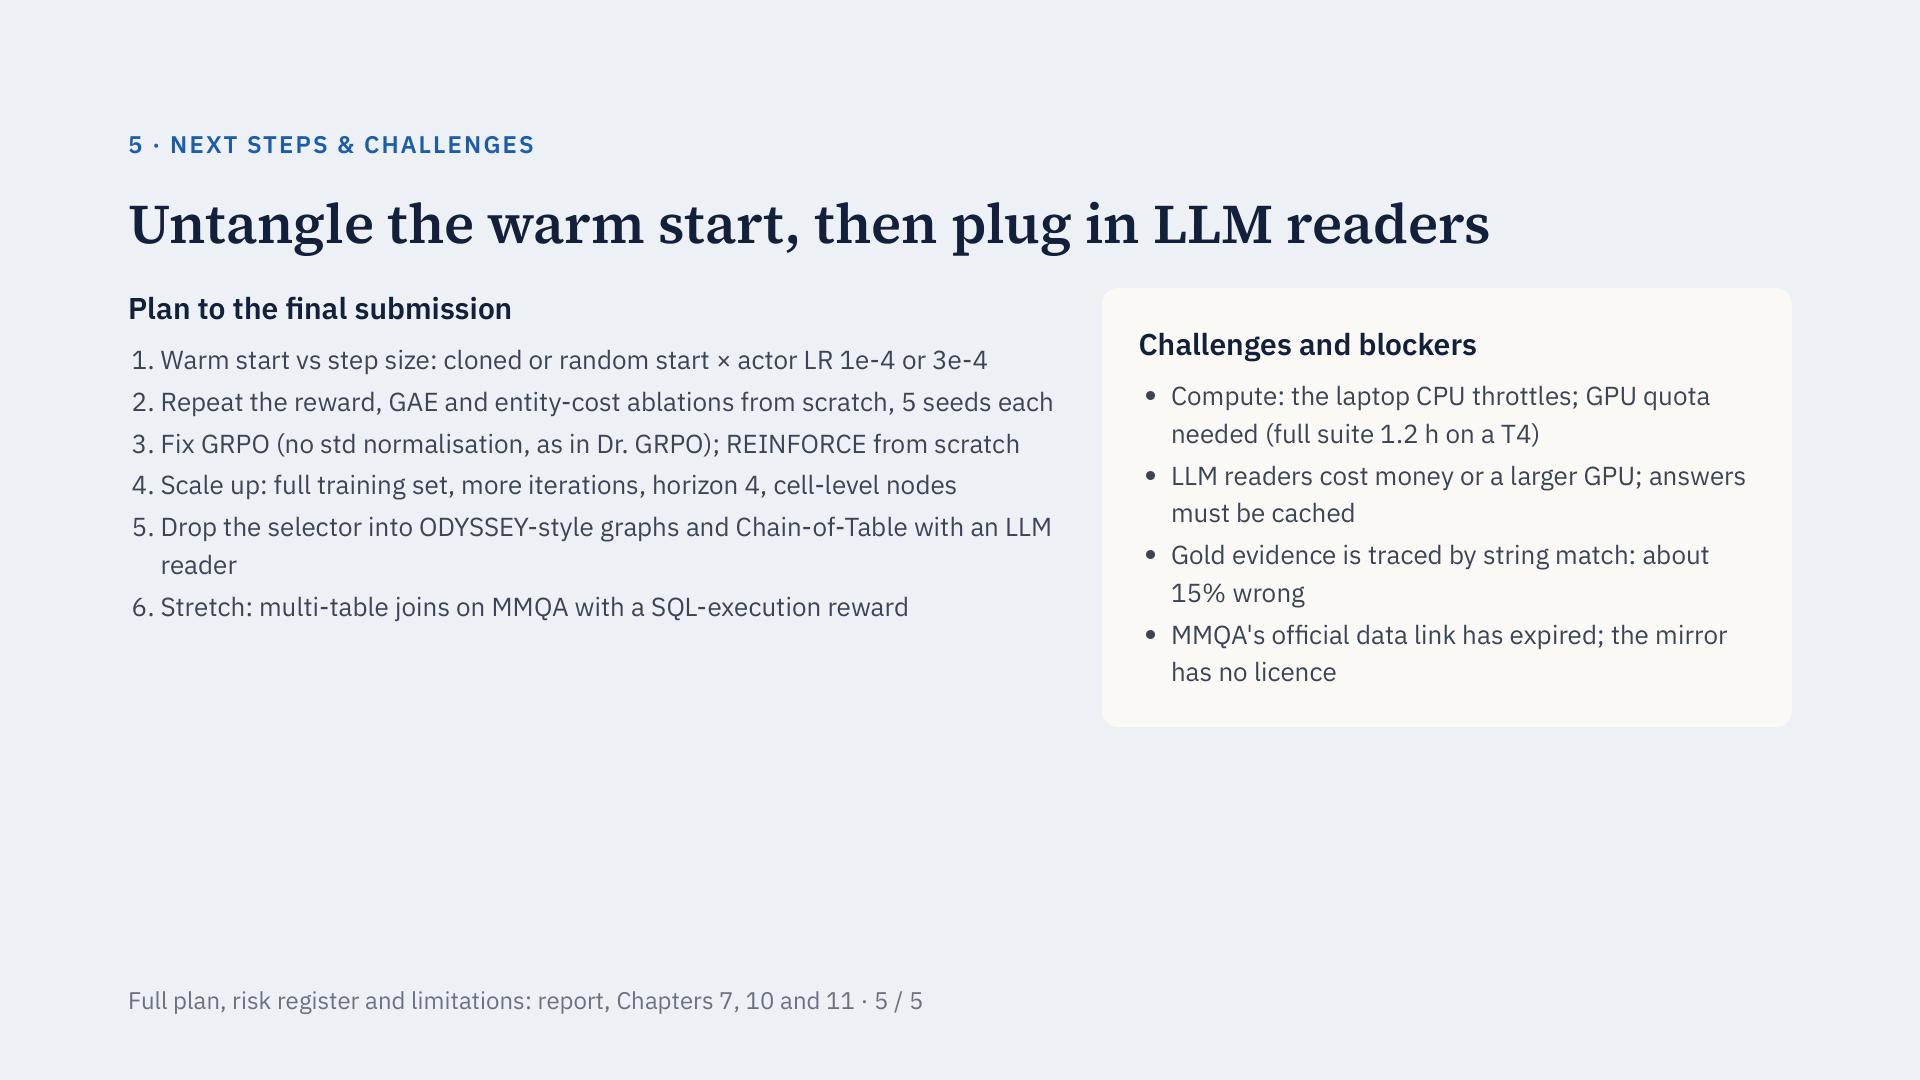 5 · NEXT STEPS & CHALLENGES
Untangle the warm start, then plug in LLM readers
Plan to the final submission
1. Warm start vs step size: cloned or random start × actor LR 1e-4 or 3e-4
2. Repeat the reward, GAE and entity-cost ablations from scratch, 5 seeds each
3. Fix GRPO (no std normalisation, as in Dr. GRPO); REINFORCE from scratch
4. Scale up: full training set, more iterations, horizon 4, cell-level nodes
5. Drop the selector into ODYSSEY-style graphs and Chain-of-Table with an LLM
reader
6. Stretch: multi-table joins on MMQA with a SQL-execution reward
Challenges and blockers
• Compute: the laptop CPU throttles; GPU quota
needed (full suite 1.2 h on a T4)
• LLM readers cost money or a larger GPU; answers
must be cached
• Gold evidence is traced by string match: about
15% wrong
• MMQA's official data link has expired; the mirror
has no licence
Full plan, risk register and limitations: report, Chapters 7, 10 and 11 · 5 / 5